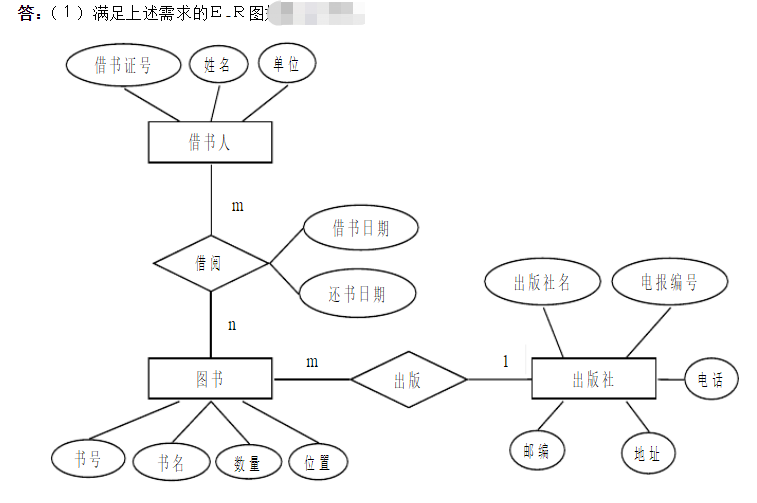 答：（1）满足上述需求的E-R图
借书证号
姓名
单位
借书人
m
借书日期
借阅
还书日期
出版社名
电报编号
n
m
1
图书
出版
出版社
电话
书号
书名
数量
位置
邮编
地址